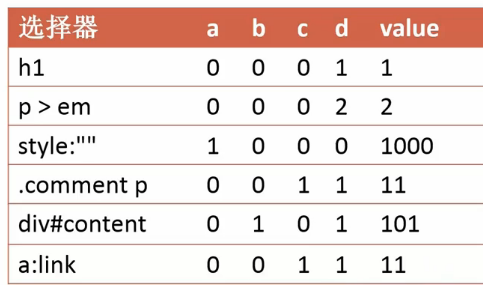 选择器 a b c d value
h1 0 0 0 1 1
p > em 0 0 0 2 2
style:"" 1 0 0 0 1000
.comment p 0 0 1 1 11
div#content 0 1 0 1 101
a:link 0 0 1 1 11